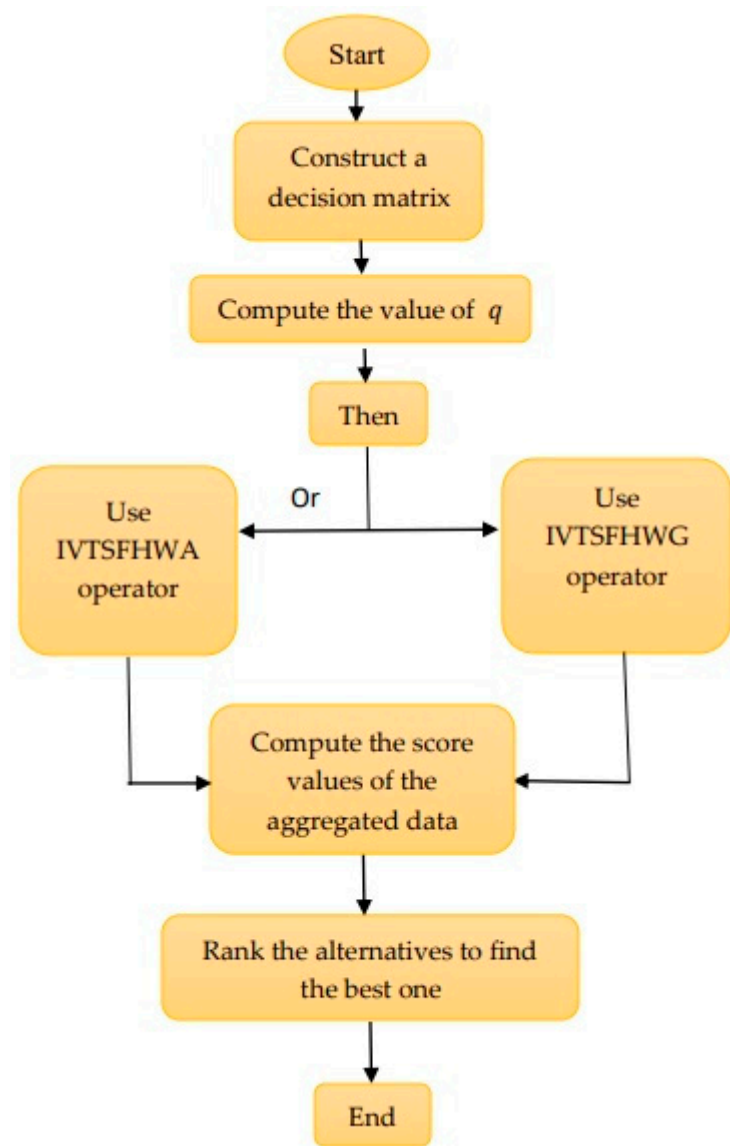 Start
Construct a
decision matrix
Compute the value of q
Then
Or
Use
IVTSFHWA
operator
Use
IVTSFHWG
operator
Compute the score
values of the
aggregated data
Rank the alternatives to find
the best one
End